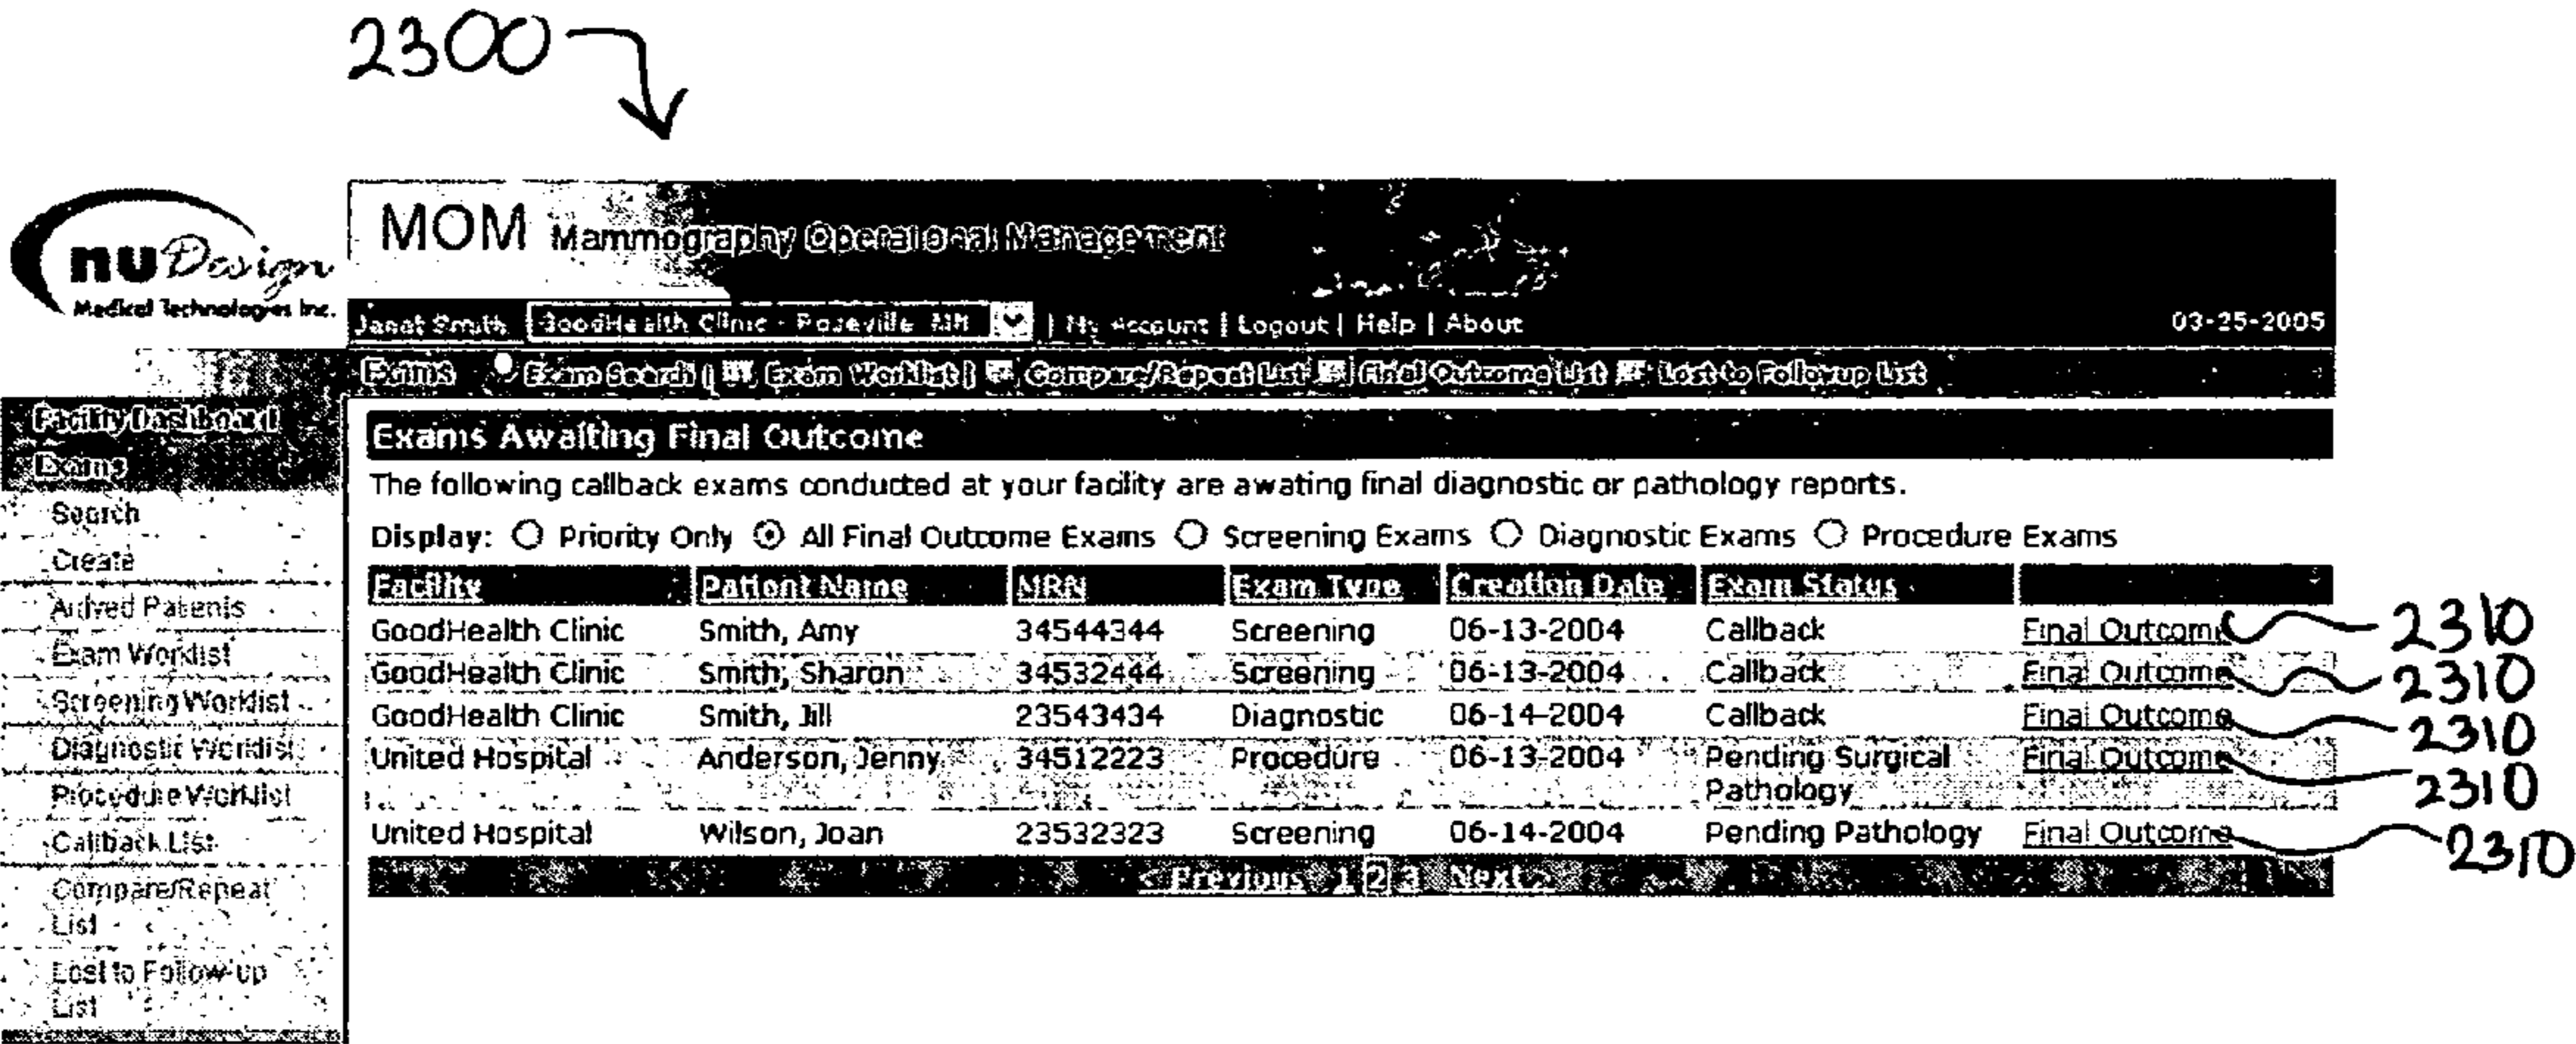 2300
nuDesign
Medical Technologies Inc.
MOM Mammography Operational Management
Janet Smith GoodHealth Clinic - Roseville MN | My Account | Logout | Help | About 03-25-2005
Exams Exam Search | Exam Worklist | Compare/Repeat List Final Outcome List Lost to Followup List
Facility Dashboard
Exams
Search
Create
Arrived Patients
Exam Worklist
Screening Worklist
Diagnostic Worklist
Procedure Worklist
Callback List
Compare/Repeat
List
Lost to Follow-up
List
Exams Awaiting Final Outcome
The following callback exams conducted at your facility are awating final diagnostic or pathology reports.
Display: Priority Only All Final Outcome Exams Screening Exams Diagnostic Exams Procedure Exams
Facility Patient Name MRN Exam Type Creation Date Exam Status
GoodHealth Clinic Smith, Amy 34544344 Screening 06-13-2004 Callback Final Outcome 2310
GoodHealth Clinic Smith, Sharon 34532444 Screening 06-13-2004 Callback Final Outcome 2310
GoodHealth Clinic Smith, Jill 23543434 Diagnostic 06-14-2004 Callback Final Outcome 2310
United Hospital Anderson, Jenny 34512223 Procedure 06-13-2004 Pending Surgical Final Outcome 2310
Pathology
United Hospital Wilson, Joan 23532323 Screening 06-14-2004 Pending Pathology Final Outcome 2310
< Previous 1 2 3 Next >